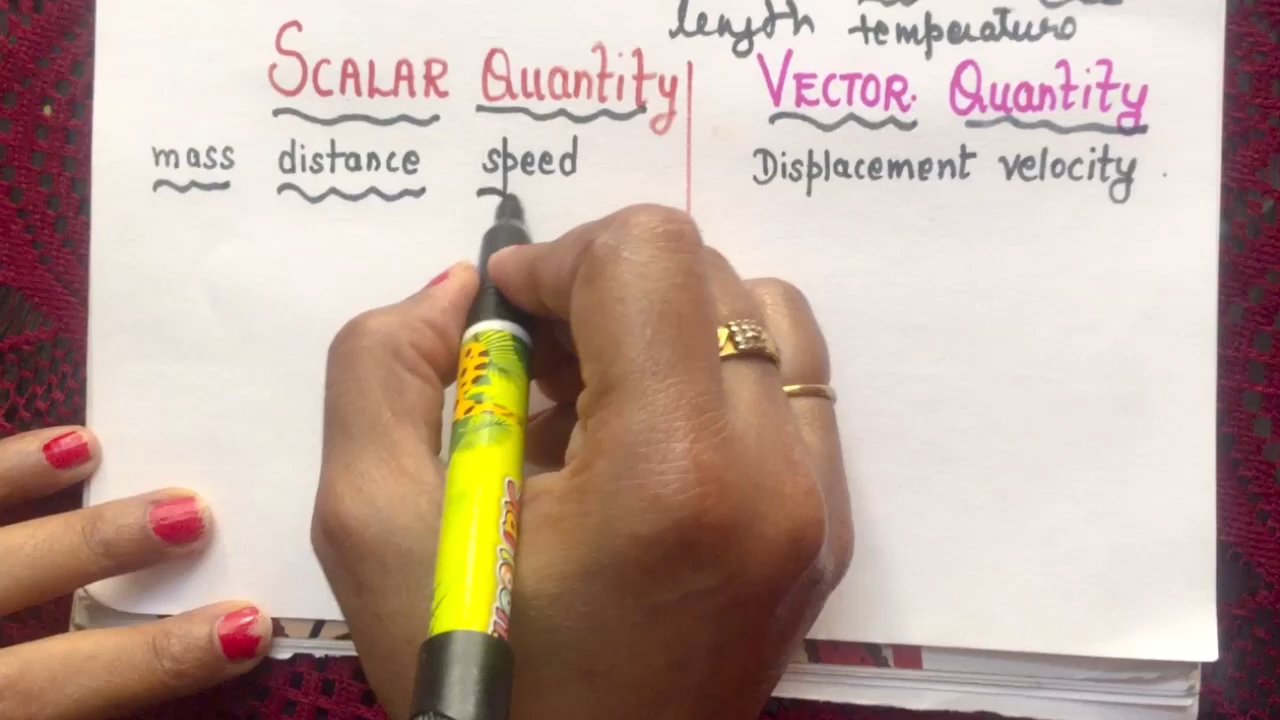 length temperature
SCALAR Quantity
VECTOR. Quantity
mass distance speed
Displacement velocity .